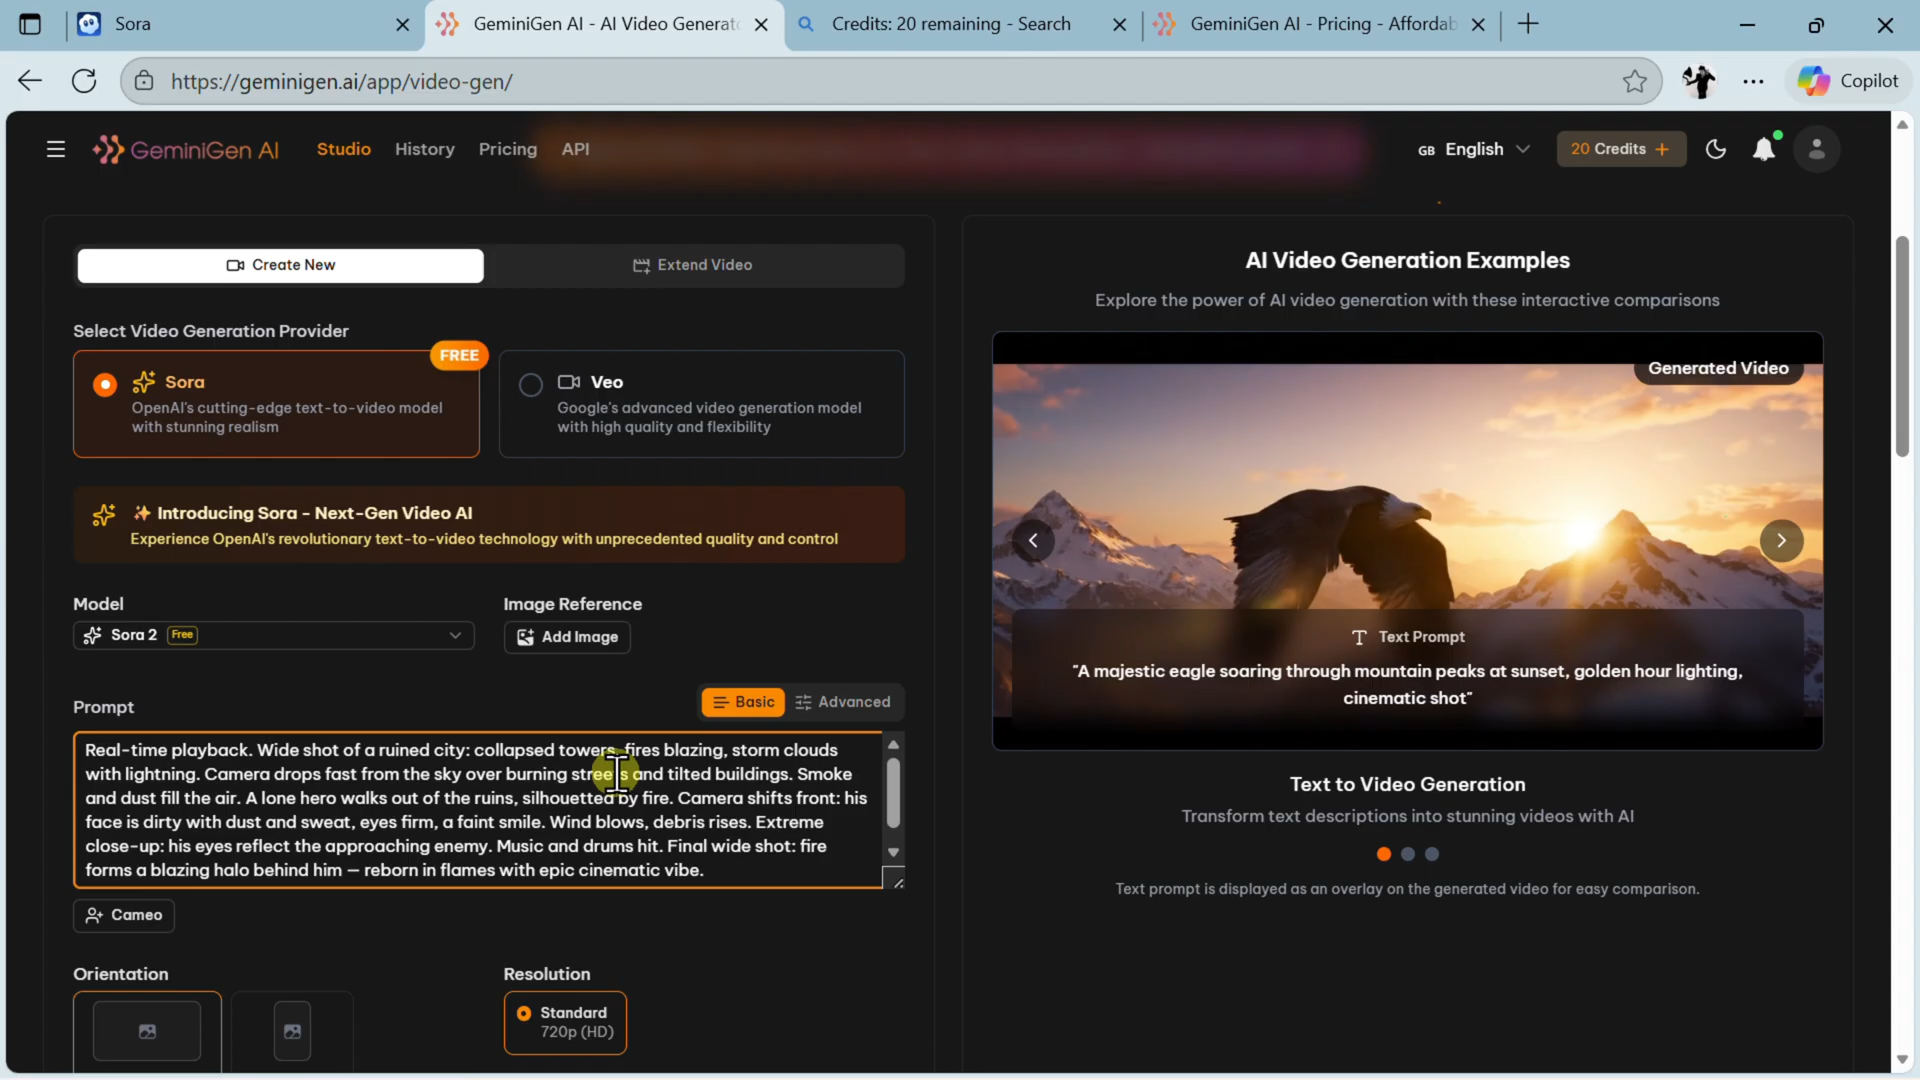 Sora
GeminiGen AI - AI Video Generato
Credits: 20 remaining - Search
GeminiGen AI - Pricing - Affordab
https://geminigen.ai/app/video-gen/
Copilot
GeminiGen AI
Studio
History
Pricing
API
GB English
20 Credits +
Create New
Extend Video
Select Video Generation Provider
FREE
Sora
OpenAI's cutting-edge text-to-video model
with stunning realism
Veo
Google's advanced video generation model
with high quality and flexibility
✨ Introducing Sora - Next-Gen Video AI
Experience OpenAI's revolutionary text-to-video technology with unprecedented quality and control
Model
Sora 2 Free
Image Reference
Add Image
Prompt
Basic
Advanced
Real-time playback. Wide shot of a ruined city: collapsed towers, fires blazing, storm clouds
with lightning. Camera drops fast from the sky over burning streets and tilted buildings. Smoke
and dust fill the air. A lone hero walks out of the ruins, silhouetted by fire. Camera shifts front: his
face is dirty with dust and sweat, eyes firm, a faint smile. Wind blows, debris rises. Extreme
close-up: his eyes reflect the approaching enemy. Music and drums hit. Final wide shot: fire
forms a blazing halo behind him — reborn in flames with epic cinematic vibe.
Cameo
Orientation
Resolution
Standard
720p (HD)
AI Video Generation Examples
Explore the power of AI video generation with these interactive comparisons
Generated Video
Text Prompt
"A majestic eagle soaring through mountain peaks at sunset, golden hour lighting,
cinematic shot"
Text to Video Generation
Transform text descriptions into stunning videos with AI
Text prompt is displayed as an overlay on the generated video for easy comparison.